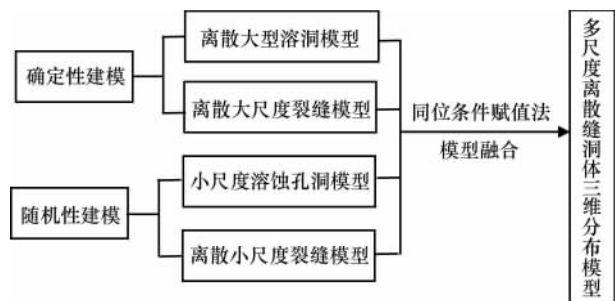 确定性建模
离散大型溶洞模型
离散大尺度裂缝模型
随机性建模
小尺度溶蚀孔洞模型
离散小尺度裂缝模型
同位条件赋值法
模型融合
多尺度离散缝洞体三维分布模型